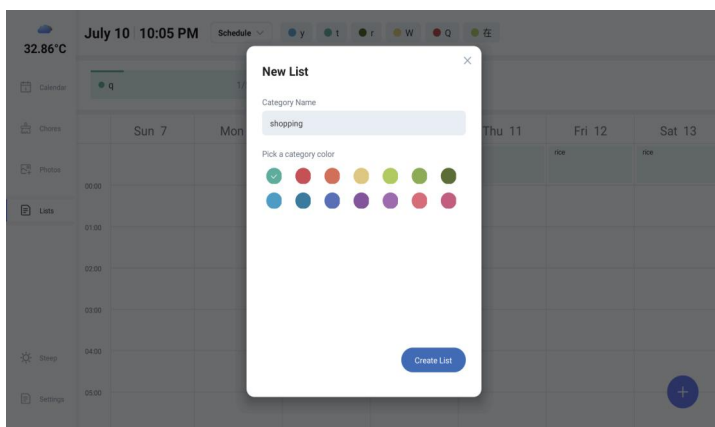 32.86°C
July 10 10:05 PM
Schedule
y
t
r
W
Q
在
Calendar
q
Chores
Sun 7
Mon
Thu 11
Fri 12
Sat 13
Photos
rice
rice
00:00
Lists
01:00
02:00
03:00
04:00
Sleep
05:00
Settings
New List
Category Name
shopping
Pick a category color
Create List